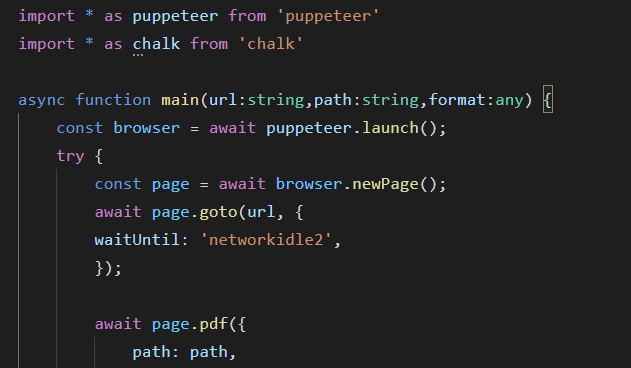 import * as puppeteer from 'puppeteer'
import * as chalk from 'chalk'
async function main(url:string,path:string,format:any) {
const browser = await puppeteer.launch();
try {
const page = await browser.newPage();
await page.goto(url, {
waitUntil: 'networkidle2',
});
await page.pdf({
path: path,